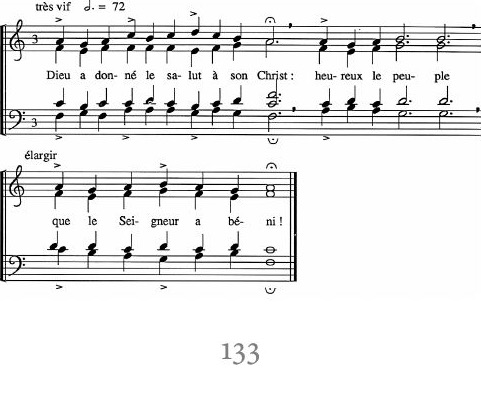 très vif 𝅗𝅥. = 72
3
Dieu a don- né le sa- lut à son Christ : heu- reux le peu- ple
3
élargir
que le Sei- gneur a bé- ni !
133